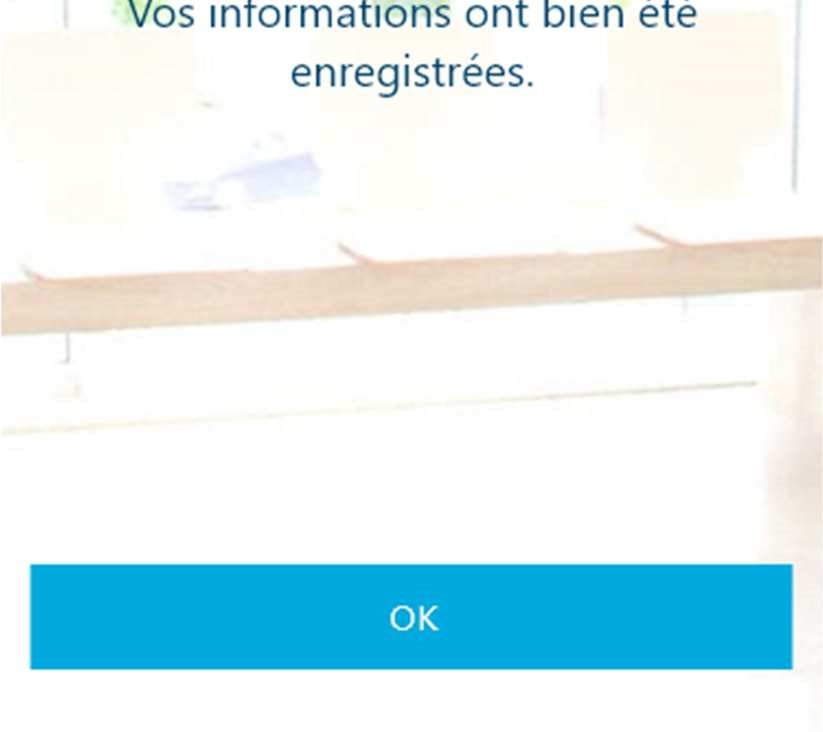 Vos informations ont bien été
enregistrées.
OK